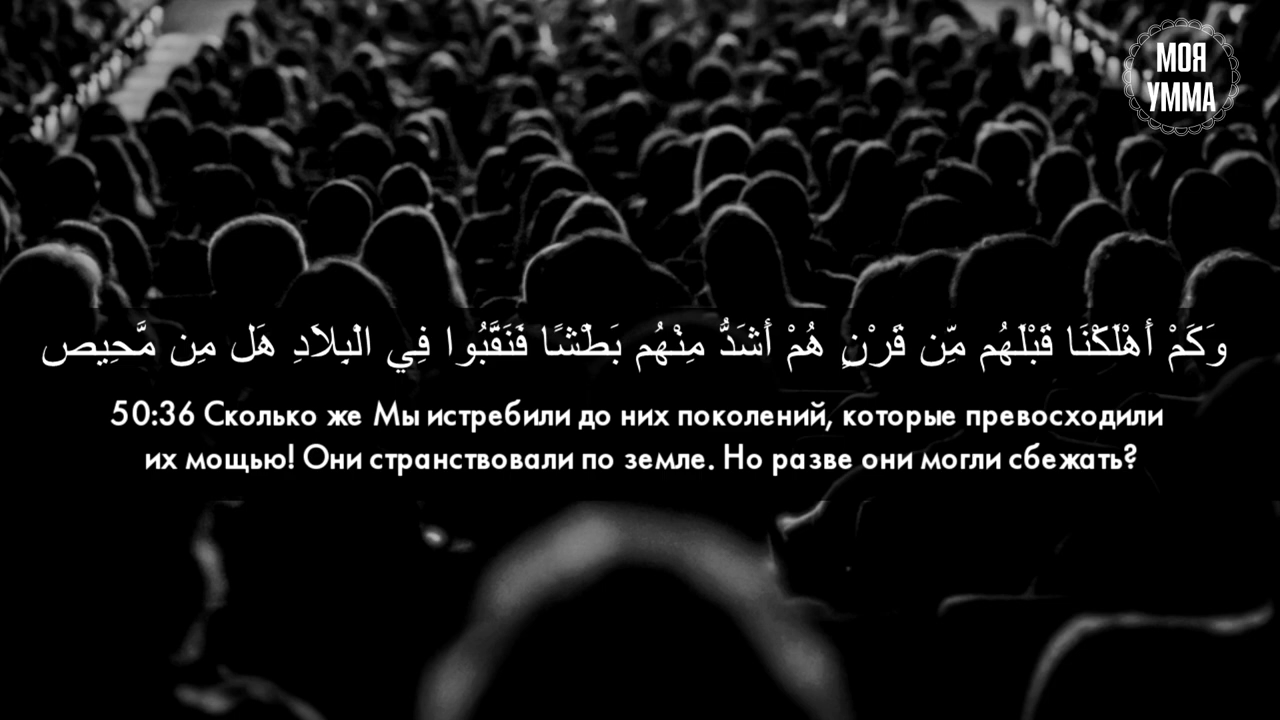 МОЯ
УММА
وَكَمْ أَهْلَكْنَا قَبْلَهُم مِّن قَرْنٍ هُمْ أَشَدُّ مِنْهُم بَطْشًا فَنَقَّبُوا فِي الْبِلَادِ هَلْ مِن مَّحِيص
50:36 Сколько же Мы истребили до них поколений, которые превосходили
их мощью! Они странствовали по земле. Но разве они могли сбежать?